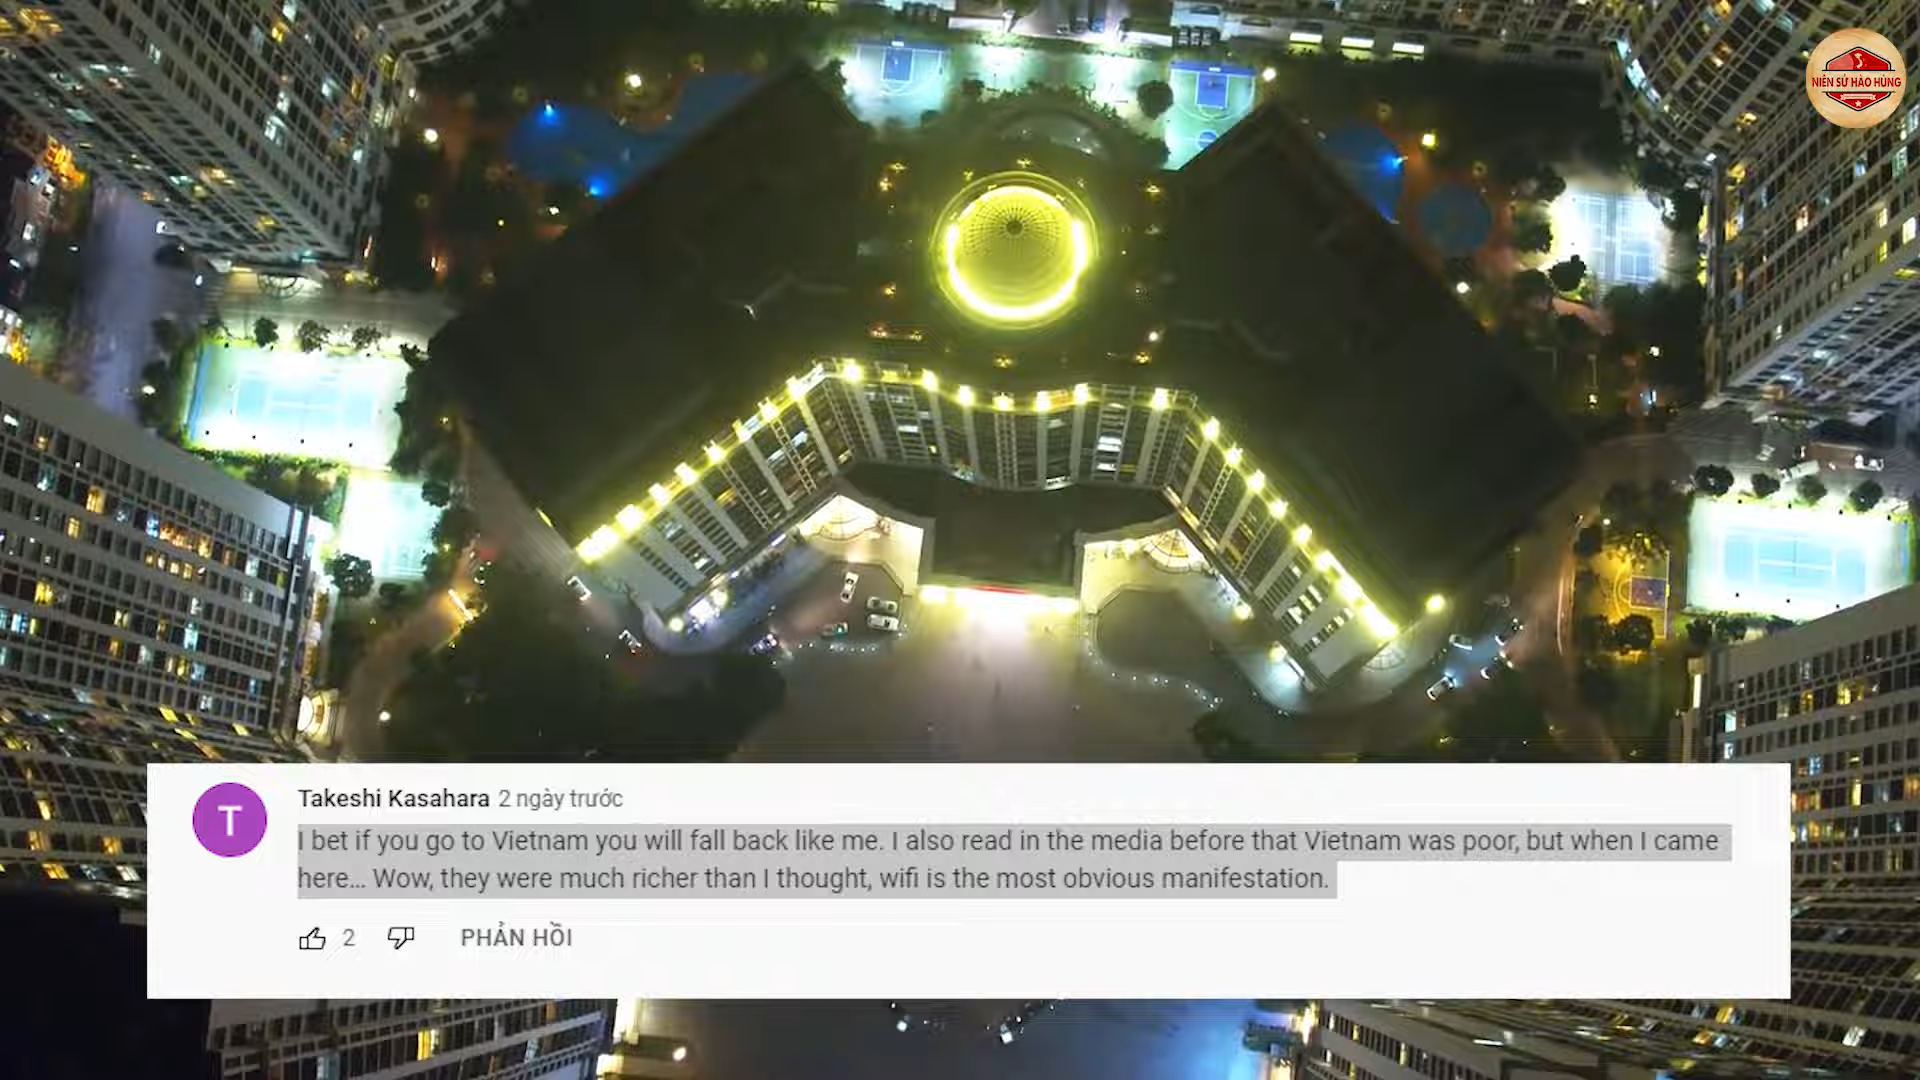 NIÊN SỬ HÀO HÙNG
T
Takeshi Kasahara 2 ngày trước
I bet if you go to Vietnam you will fall back like me. I also read in the media before that Vietnam was poor, but when I came
here... Wow, they were much richer than I thought, wifi is the most obvious manifestation.
2 PHẢN HỒI